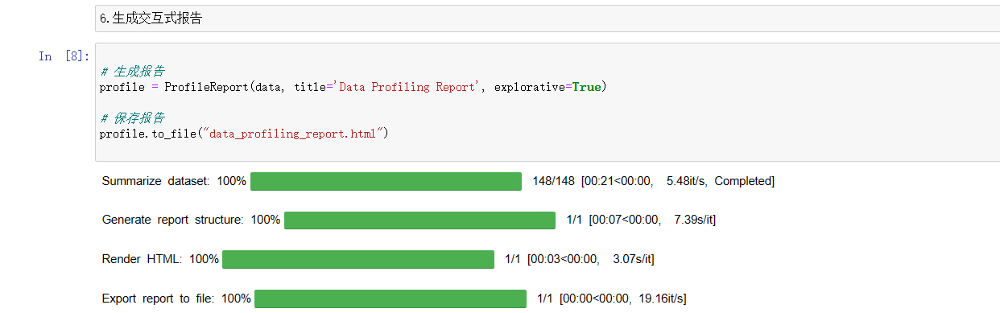 6.生成交互式报告
In [8]:
# 生成报告
profile = ProfileReport(data, title='Data Profiling Report', explorative=True)
# 保存报告
profile.to_file("data_profiling_report.html")
Summarize dataset: 100% 148/148 [00:21<00:00, 5.48it/s, Completed]
Generate report structure: 100% 1/1 [00:07<00:00, 7.39s/it]
Render HTML: 100% 1/1 [00:03<00:00, 3.07s/it]
Export report to file: 100% 1/1 [00:00<00:00, 19.16it/s]